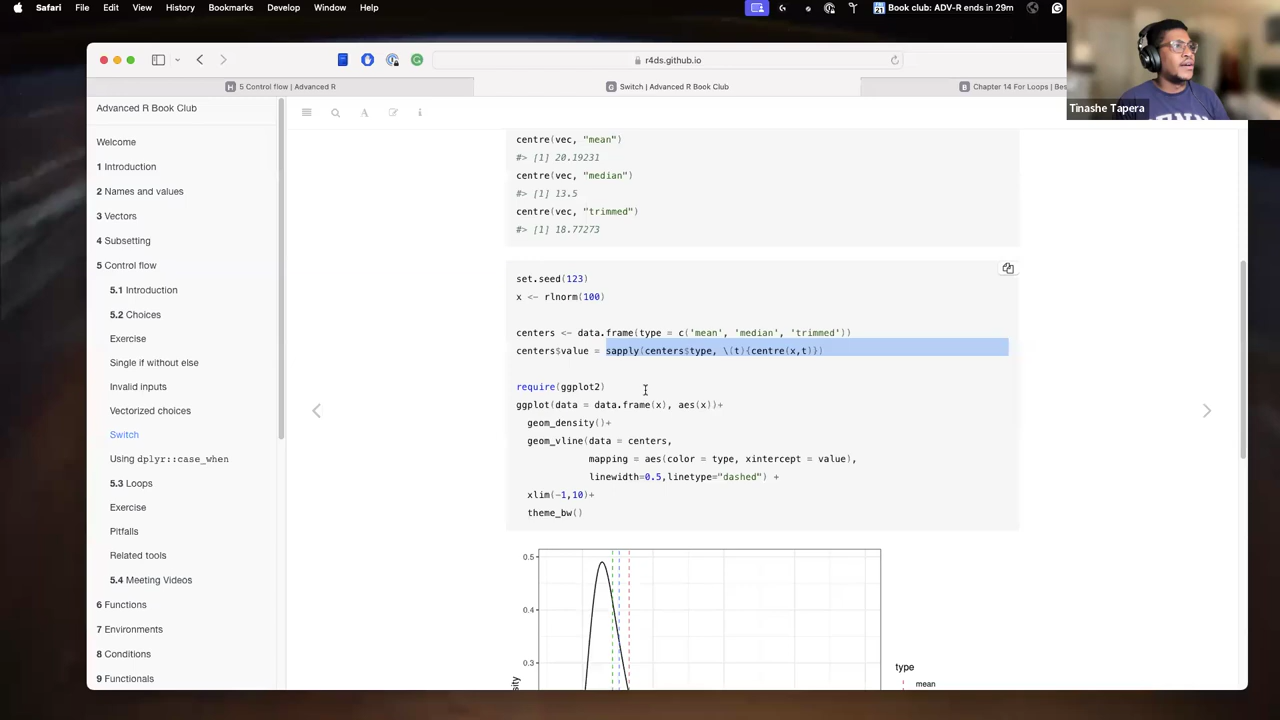 Safari File Edit View History Bookmarks Develop Window Help
21 Book club: ADV-R ends in 29m
r4ds.github.io
H 5 Control flow | Advanced R
G Switch | Advanced R Book Club
G Chapter 14 For Loops | Bes
Tinashe Tapera
Advanced R Book Club
Welcome
1 Introduction
2 Names and values
3 Vectors
4 Subsetting
5 Control flow
5.1 Introduction
5.2 Choices
Exercise
Single if without else
Invalid inputs
Vectorized choices
Switch
Using dplyr::case_when
5.3 Loops
Exercise
Pitfalls
Related tools
5.4 Meeting Videos
6 Functions
7 Environments
8 Conditions
9 Functionals
A
i
centre(vec, "mean")
#> [1] 20.19231
centre(vec, "median")
#> [1] 13.5
centre(vec, "trimmed")
#> [1] 18.77273
set.seed(123)
x <- rlnorm(100)
centers <- data.frame(type = c('mean', 'median', 'trimmed'))
centers$value = sapply(centers$type, \(t){centre(x,t)})
require(ggplot2)
ggplot(data = data.frame(x), aes(x))+
geom_density()+
geom_vline(data = centers,
mapping = aes(color = type, xintercept = value),
linewidth=0.5,linetype="dashed") +
xlim(-1,10)+
theme_bw()
0.5
0.4
0.3
sity
type
mean